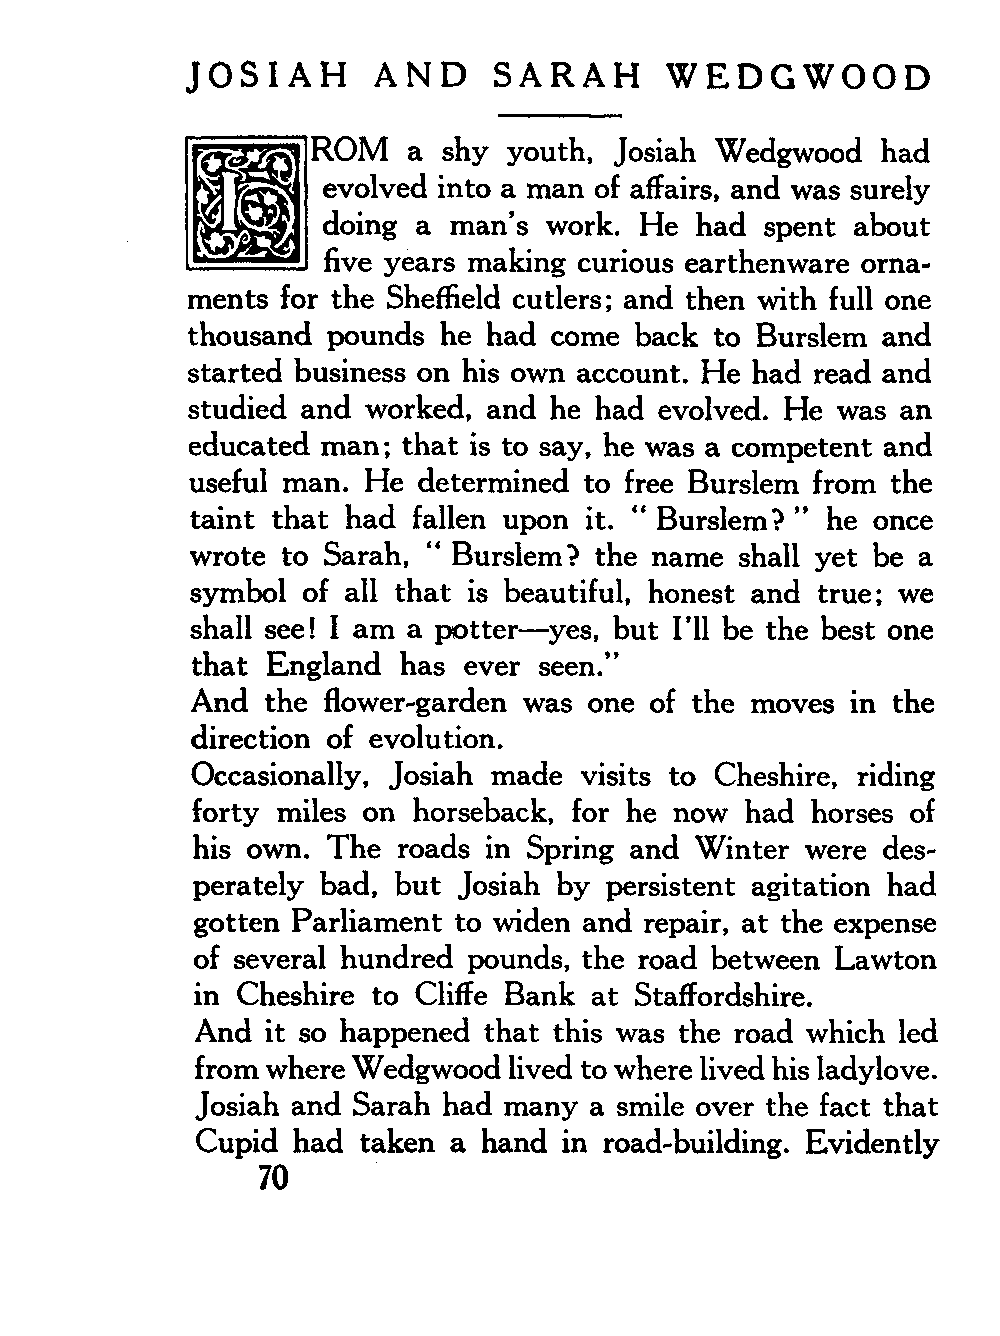 JOSIAH AND SARAH WEDGWOOD
FROM a shy youth, Josiah Wedgwood had
evolved into a man of affairs, and was surely
doing a man's work. He had spent about
five years making curious earthenware orna-
ments for the Sheffield cutlers; and then with full one
thousand pounds he had come back to Burslem and
started business on his own account. He had read and
studied and worked, and he had evolved. He was an
educated man; that is to say, he was a competent and
useful man. He determined to free Burslem from the
taint that had fallen upon it. “ Burslem? ” he once
wrote to Sarah, “ Burslem? the name shall yet be a
symbol of all that is beautiful, honest and true; we
shall see! I am a potter—yes, but I'll be the best one
that England has ever seen.”
And the flower-garden was one of the moves in the
direction of evolution.
Occasionally, Josiah made visits to Cheshire, riding
forty miles on horseback, for he now had horses of
his own. The roads in Spring and Winter were des-
perately bad, but Josiah by persistent agitation had
gotten Parliament to widen and repair, at the expense
of several hundred pounds, the road between Lawton
in Cheshire to Cliffe Bank at Staffordshire.
And it so happened that this was the road which led
from where Wedgwood lived to where lived his ladylove.
Josiah and Sarah had many a smile over the fact that
Cupid had taken a hand in road-building. Evidently
70